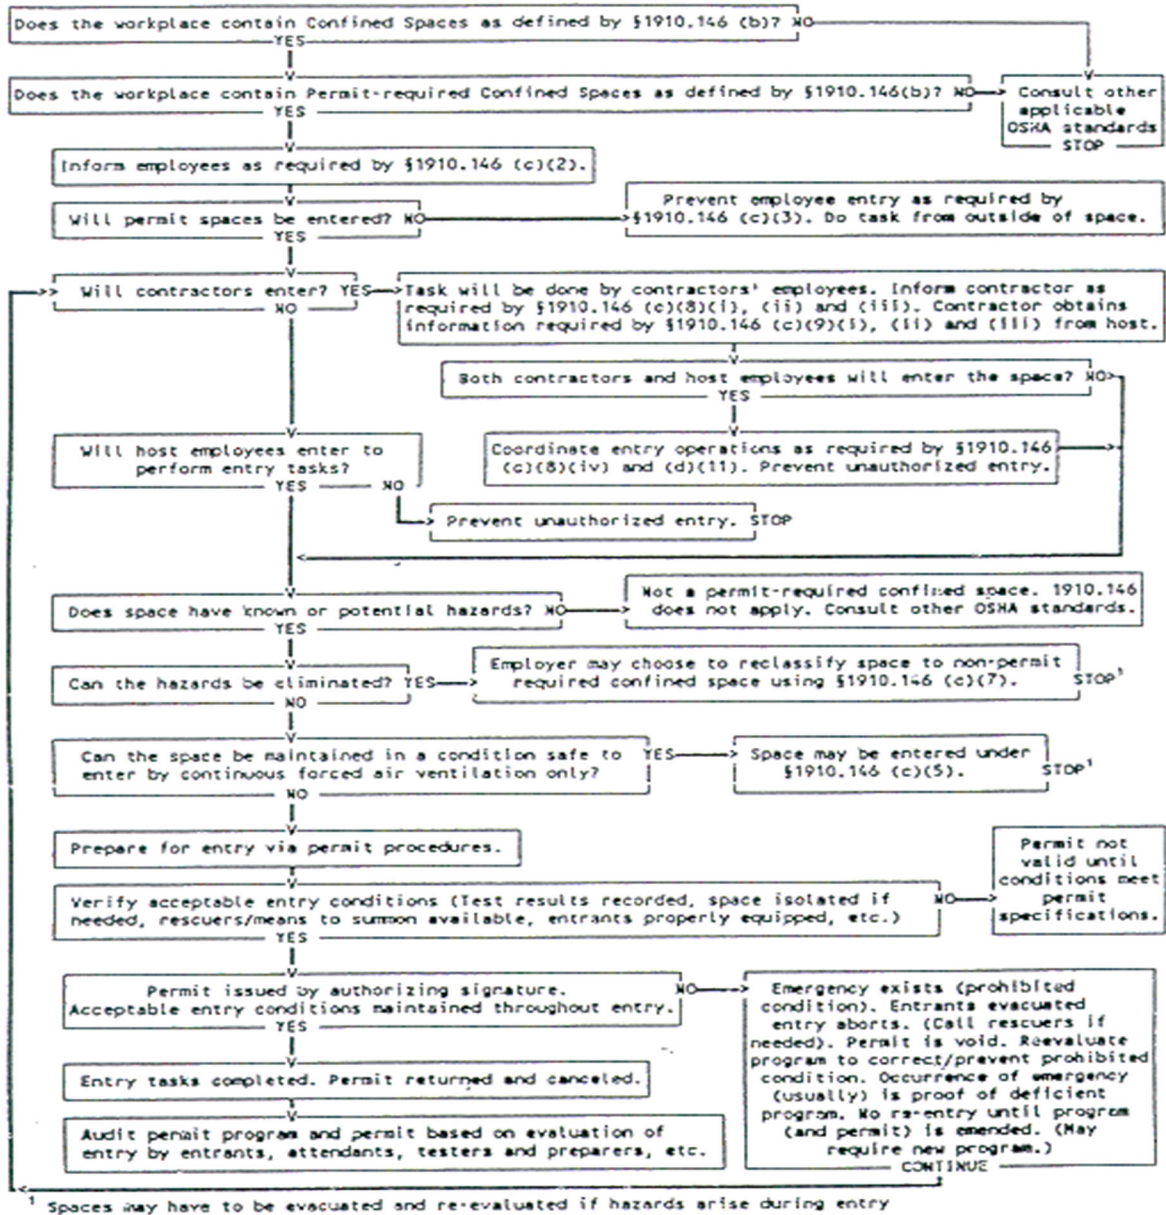 Does the workplace contain Confined Spaces as defined by §1910.146 (b)? NO
YES
Does the workplace contain Permit-required Confined Spaces as defined by §1910.146(b)? NO
YES
Consult other
applicable
OSHA standards
STOP
Inform employees as required by §1910.146 (c)(2).
Will permit spaces be entered? NO
YES
Prevent employee entry as required by
§1910.146 (c)(3). Do task from outside of space.
Will contractors enter? YES
NO
Task will be done by contractors' employees. Inform contractor as
required by §1910.146 (c)(8)(i), (ii) and (iii). Contractor obtains
information required by §1910.146 (c)(9)(i), (ii) and (iii) from host.
Both contractors and host employees will enter the space? NO
YES
Will host employees enter to
perform entry tasks?
YES NO
Coordinate entry operations as required by §1910.146
(c)(8)(iv) and (d)(11). Prevent unauthorized entry.
Prevent unauthorized entry. STOP
Does space have known or potential hazards? NO
YES
Not a permit-required confined space. 1910.146
does not apply. Consult other OSHA standards.
Can the hazards be eliminated? YES
NO
Employer may choose to reclassify space to non-permit
required confined space using §1910.146 (c)(7). STOP¹
Can the space be maintained in a condition safe to YES
enter by continuous forced air ventilation only?
NO
Space may be entered under
§1910.146 (c)(5). STOP¹
Prepare for entry via permit procedures.
Verify acceptable entry conditions (Test results recorded, space isolated if NO
needed, rescuers/means to summon available, entrants properly equipped, etc.)
YES
Permit not
valid until
conditions meet
permit
specifications.
Permit issued by authorizing signature. NO
Acceptable entry conditions maintained throughout entry.
YES
Emergency exists (prohibited
condition). Entrants evacuated
entry aborts. (Call rescuers if
needed). Permit is void. Reevaluate
program to correct/prevent prohibited
condition. Occurrence of emergency
(usually) is proof of deficient
program. No re-entry until program
(and permit) is emended. (May
require new program.)
CONTINUE
Entry tasks completed. Permit returned and canceled.
Audit permit program and permit based on evaluation of
entry by entrants, attendants, testers and preparers, etc.
¹ Spaces may have to be evacuated and re-evaluated if hazards arise during entry